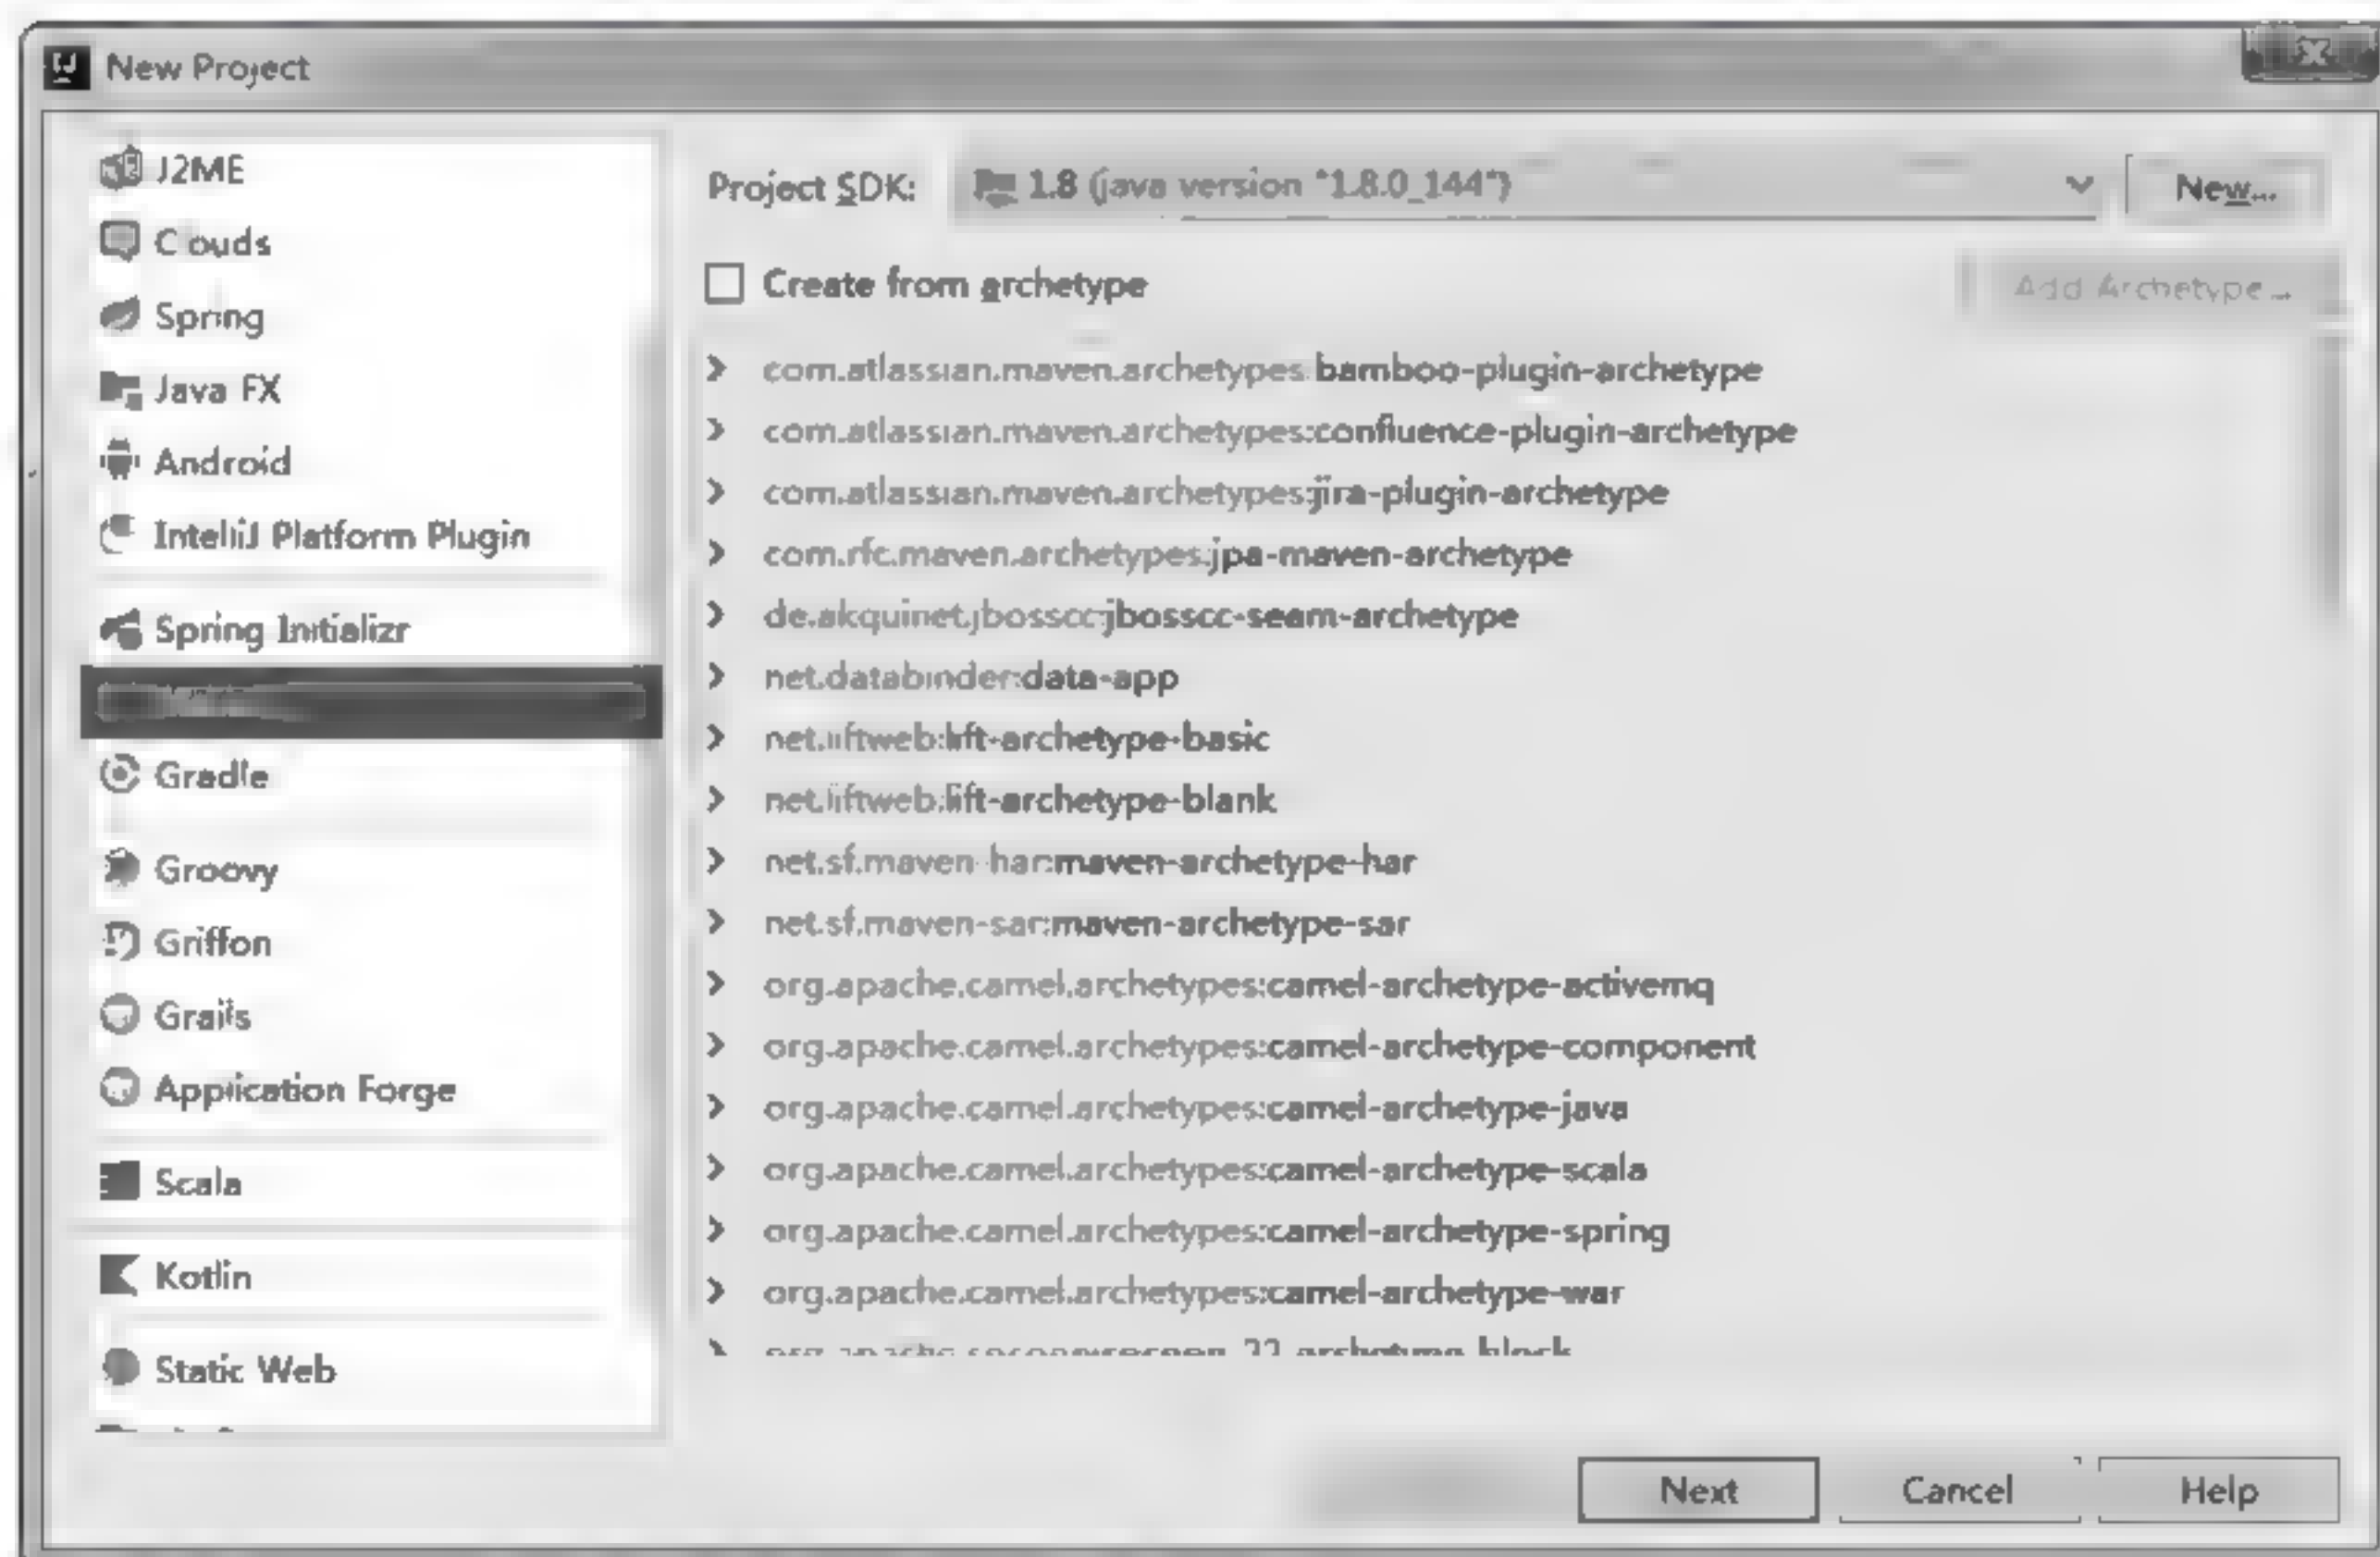 New Project
J2ME
Clouds
Spring
Java FX
Android
IntelliJ Platform Plugin
Spring Initializr
Gradle
Groovy
Griffon
Grails
Application Forge
Scala
Kotlin
Static Web
Project SDK: 1.8 (java version "1.8.0_144") New...
Create from archetype Add Archetype...
com.atlassian.maven.archetypes:bamboo-plugin-archetype
com.atlassian.maven.archetypes:confluence-plugin-archetype
com.atlassian.maven.archetypes:jira-plugin-archetype
com.rfc.maven.archetypes:jpa-maven-archetype
de.akquinet.jbosscc:jbosscc-seam-archetype
net.databinder:data-app
net.liftweb:lift-archetype-basic
net.liftweb:lift-archetype-blank
net.sf.maven-har:maven-archetype-har
net.sf.maven-sar:maven-archetype-sar
org.apache.camel.archetypes:camel-archetype-activemq
org.apache.camel.archetypes:camel-archetype-component
org.apache.camel.archetypes:camel-archetype-java
org.apache.camel.archetypes:camel-archetype-scala
org.apache.camel.archetypes:camel-archetype-spring
org.apache.camel.archetypes:camel-archetype-war
Next Cancel Help